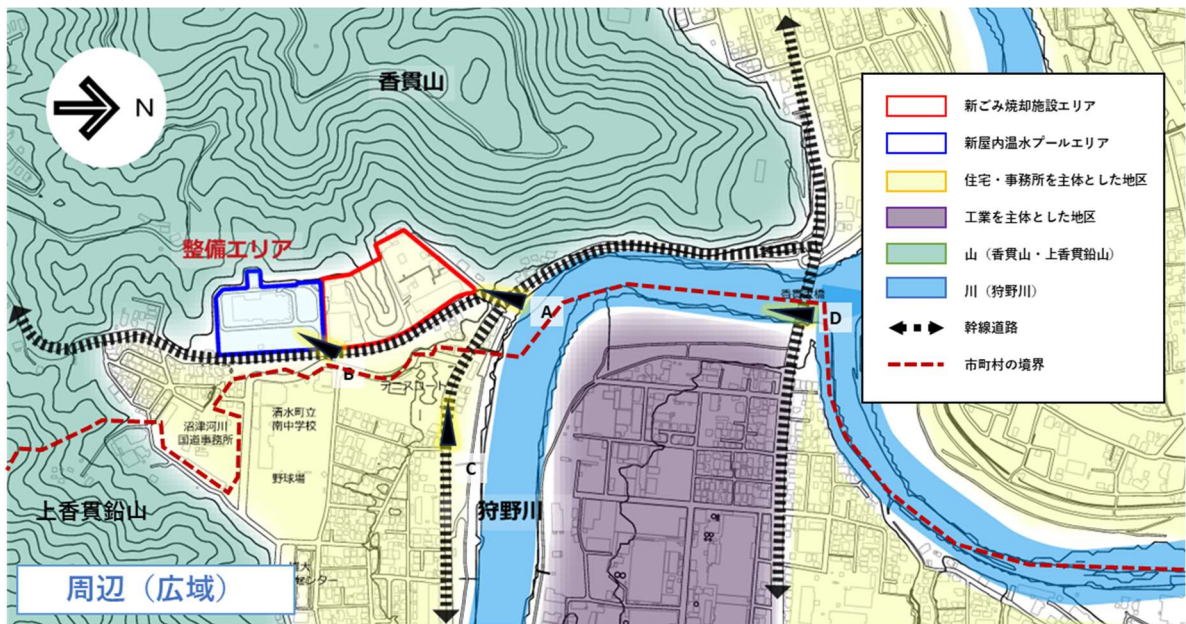 香貫山
N
新ごみ焼却施設エリア
新屋内温水プールエリア
住宅・事務所を主体とした地区
工業を主体とした地区
山（香貫山・上香貫鉛山）
川（狩野川）
幹線道路
市町村の境界
整備エリア
A
D
B
テニスコート
沼津河川
国道事務所
清水町立
南中学校
野球場
C
狩野川
上香貫鉛山
周辺（広域）